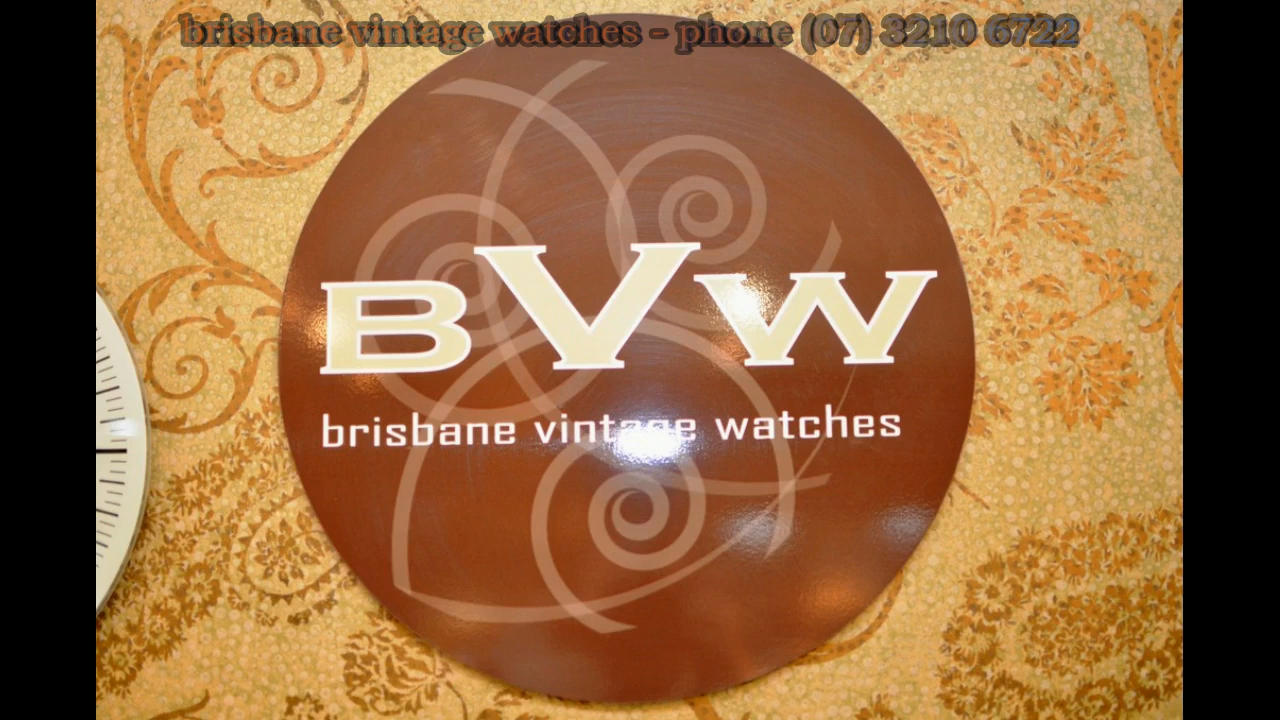 brisbane vintage watches - phone (07) 3210 6722
BVW
brisbane vintage watches